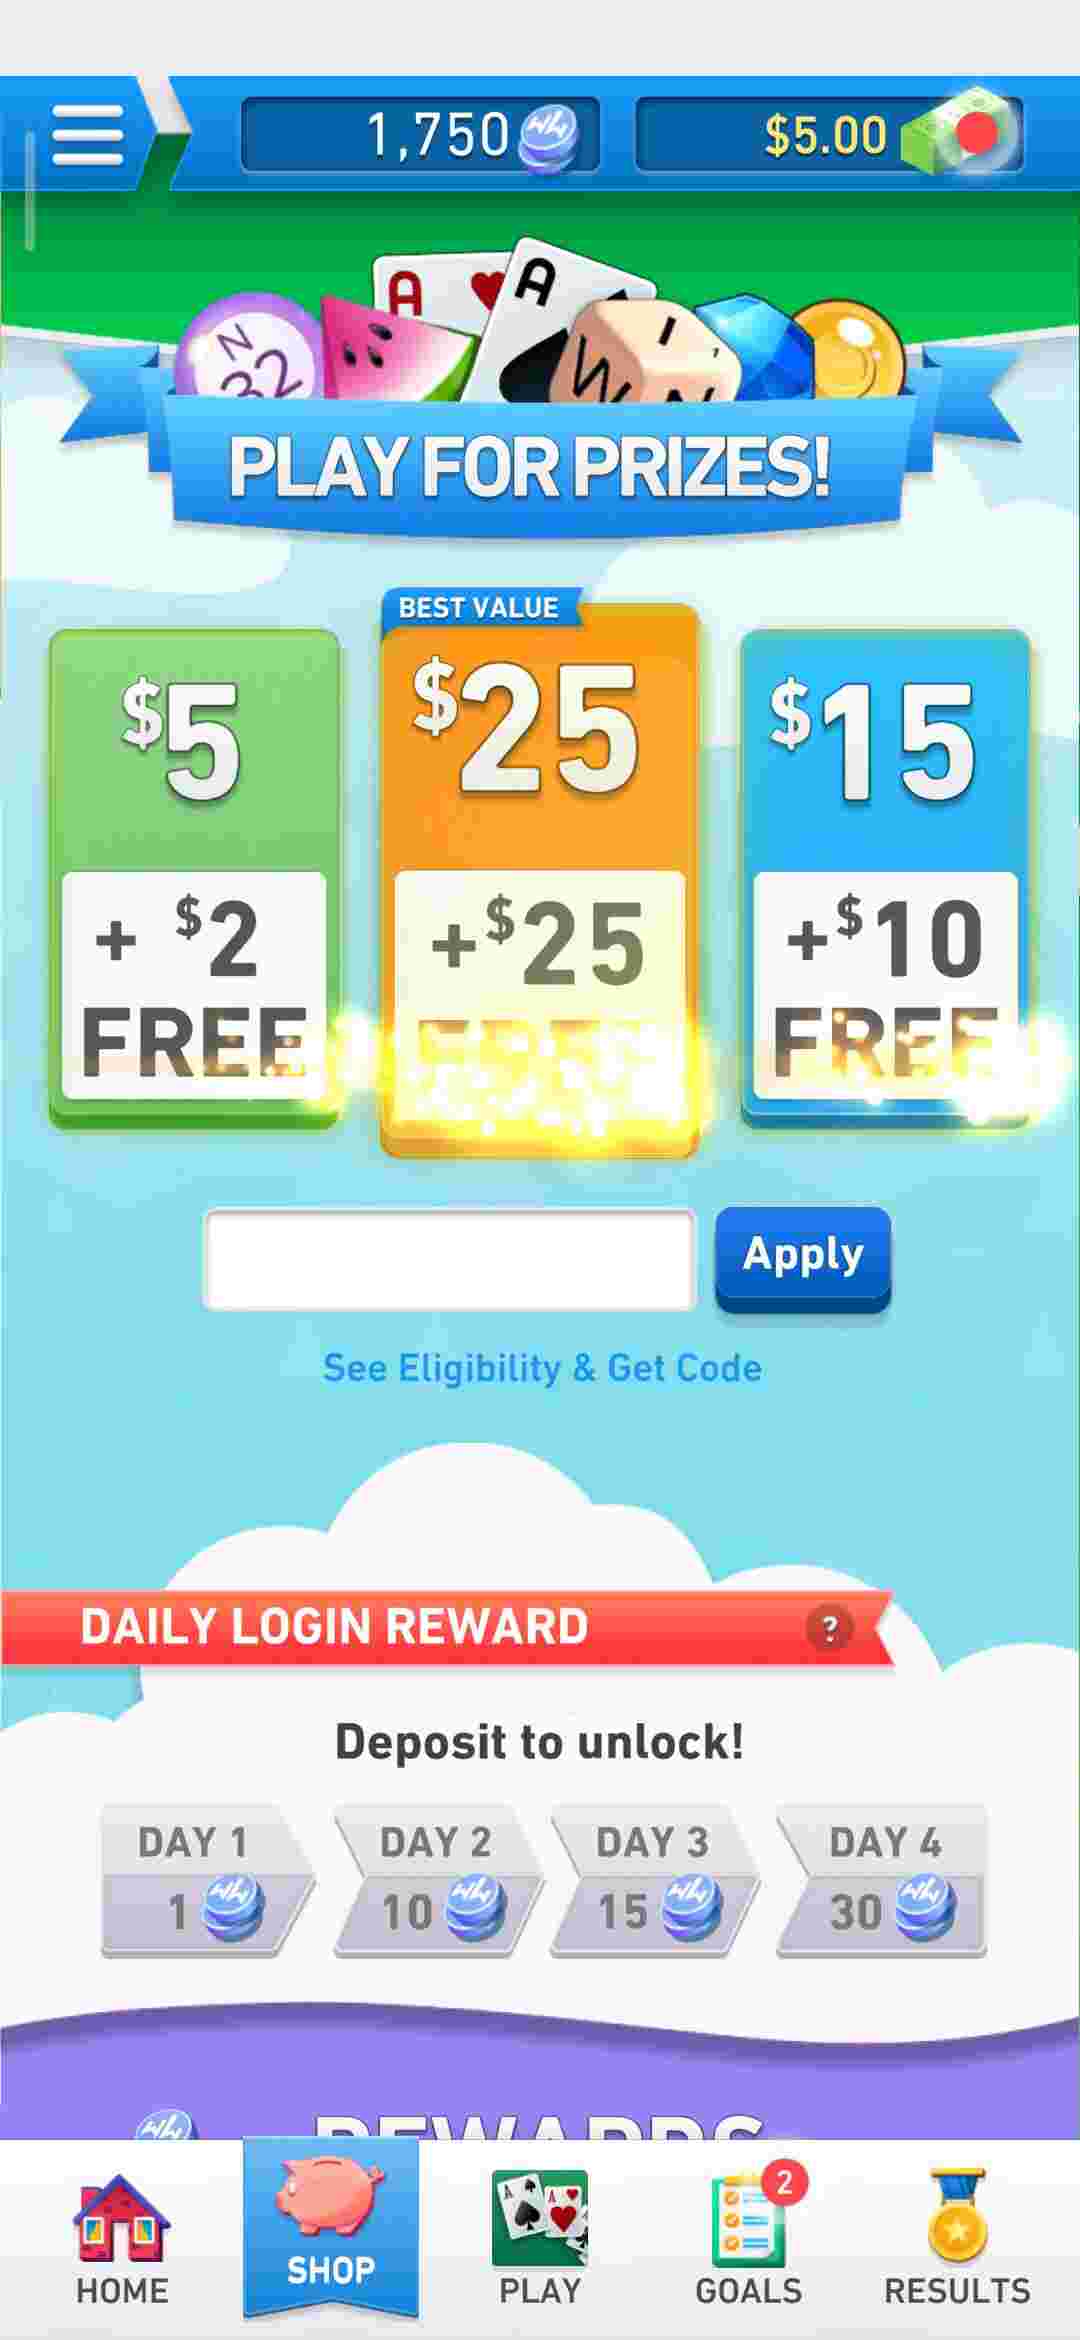 1,750
$5.00
A A
N 32
I W N
PLAY FOR PRIZES!
BEST VALUE
$5 $25 $15
+ $2 +$25 +$10
FREE FREE
See Eligibility & Get Code
Apply
DAILY LOGIN REWARD ?
Deposit to unlock!
DAY 1 DAY 2 DAY 3 DAY 4
1 10 15 30
REWARDS
2
HOME SHOP PLAY GOALS RESULTS